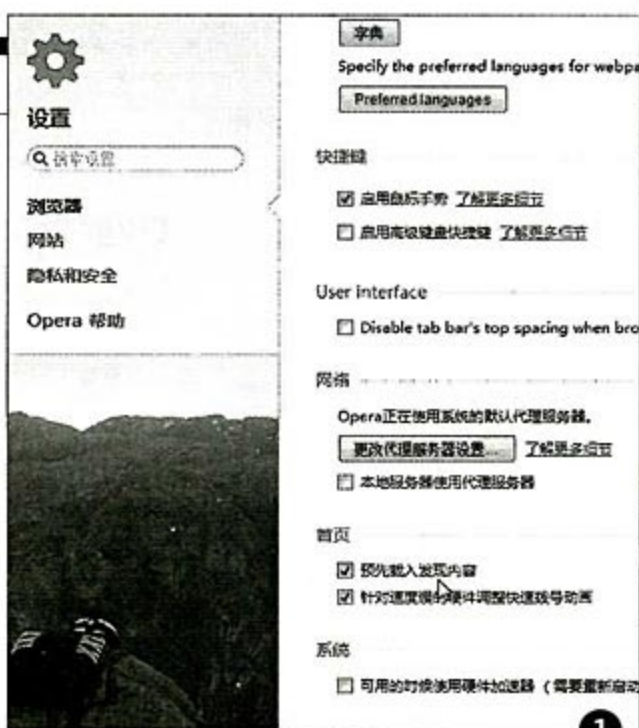 设置
搜索设置
浏览器
网站
隐私和安全
Opera 帮助
字典
Specify the preferred languages for webpa
Preferred languages
快捷键
启用鼠标手势 了解更多细节
启用高级键盘快捷键 了解更多细节
User interface
Disable tab bar's top spacing when bro
网络
Opera正在使用系统的默认代理服务器。
更改代理服务器设置... 了解更多细节
本地服务器使用代理服务器
首页
预先载入发现内容
针对速度慢的硬件调整快速拨号动画
系统
可用的时候使用硬件加速器（需要重新启动
1